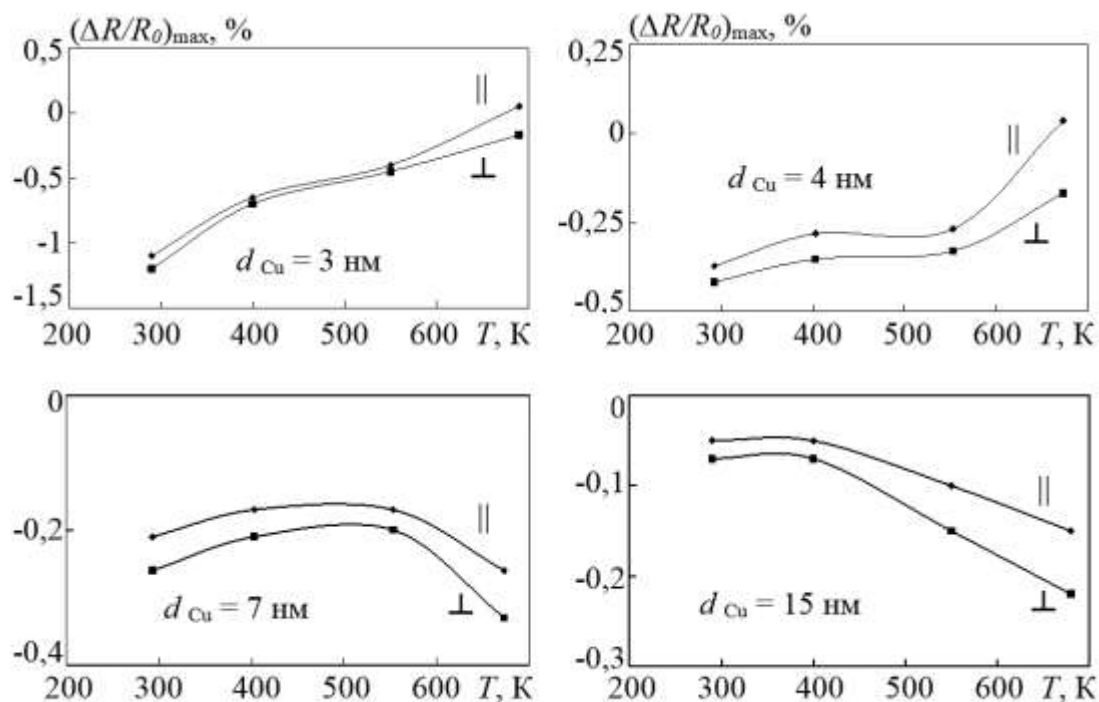 (ΔR/R₀)max, %
0,5
0
-0,5
-1
-1,5
||
⊥
d Cu = 3 нм
200 300 400 500 600 T, К
(ΔR/R₀)max, %
0,25
0
-0,25
-0,5
||
⊥
d Cu = 4 нм
200 300 400 500 600 T, К
0
-0,2
-0,4
||
⊥
d Cu = 7 нм
200 300 400 500 600 T, К
0
-0,1
-0,2
-0,3
||
⊥
d Cu = 15 нм
200 300 400 500 600 T, К